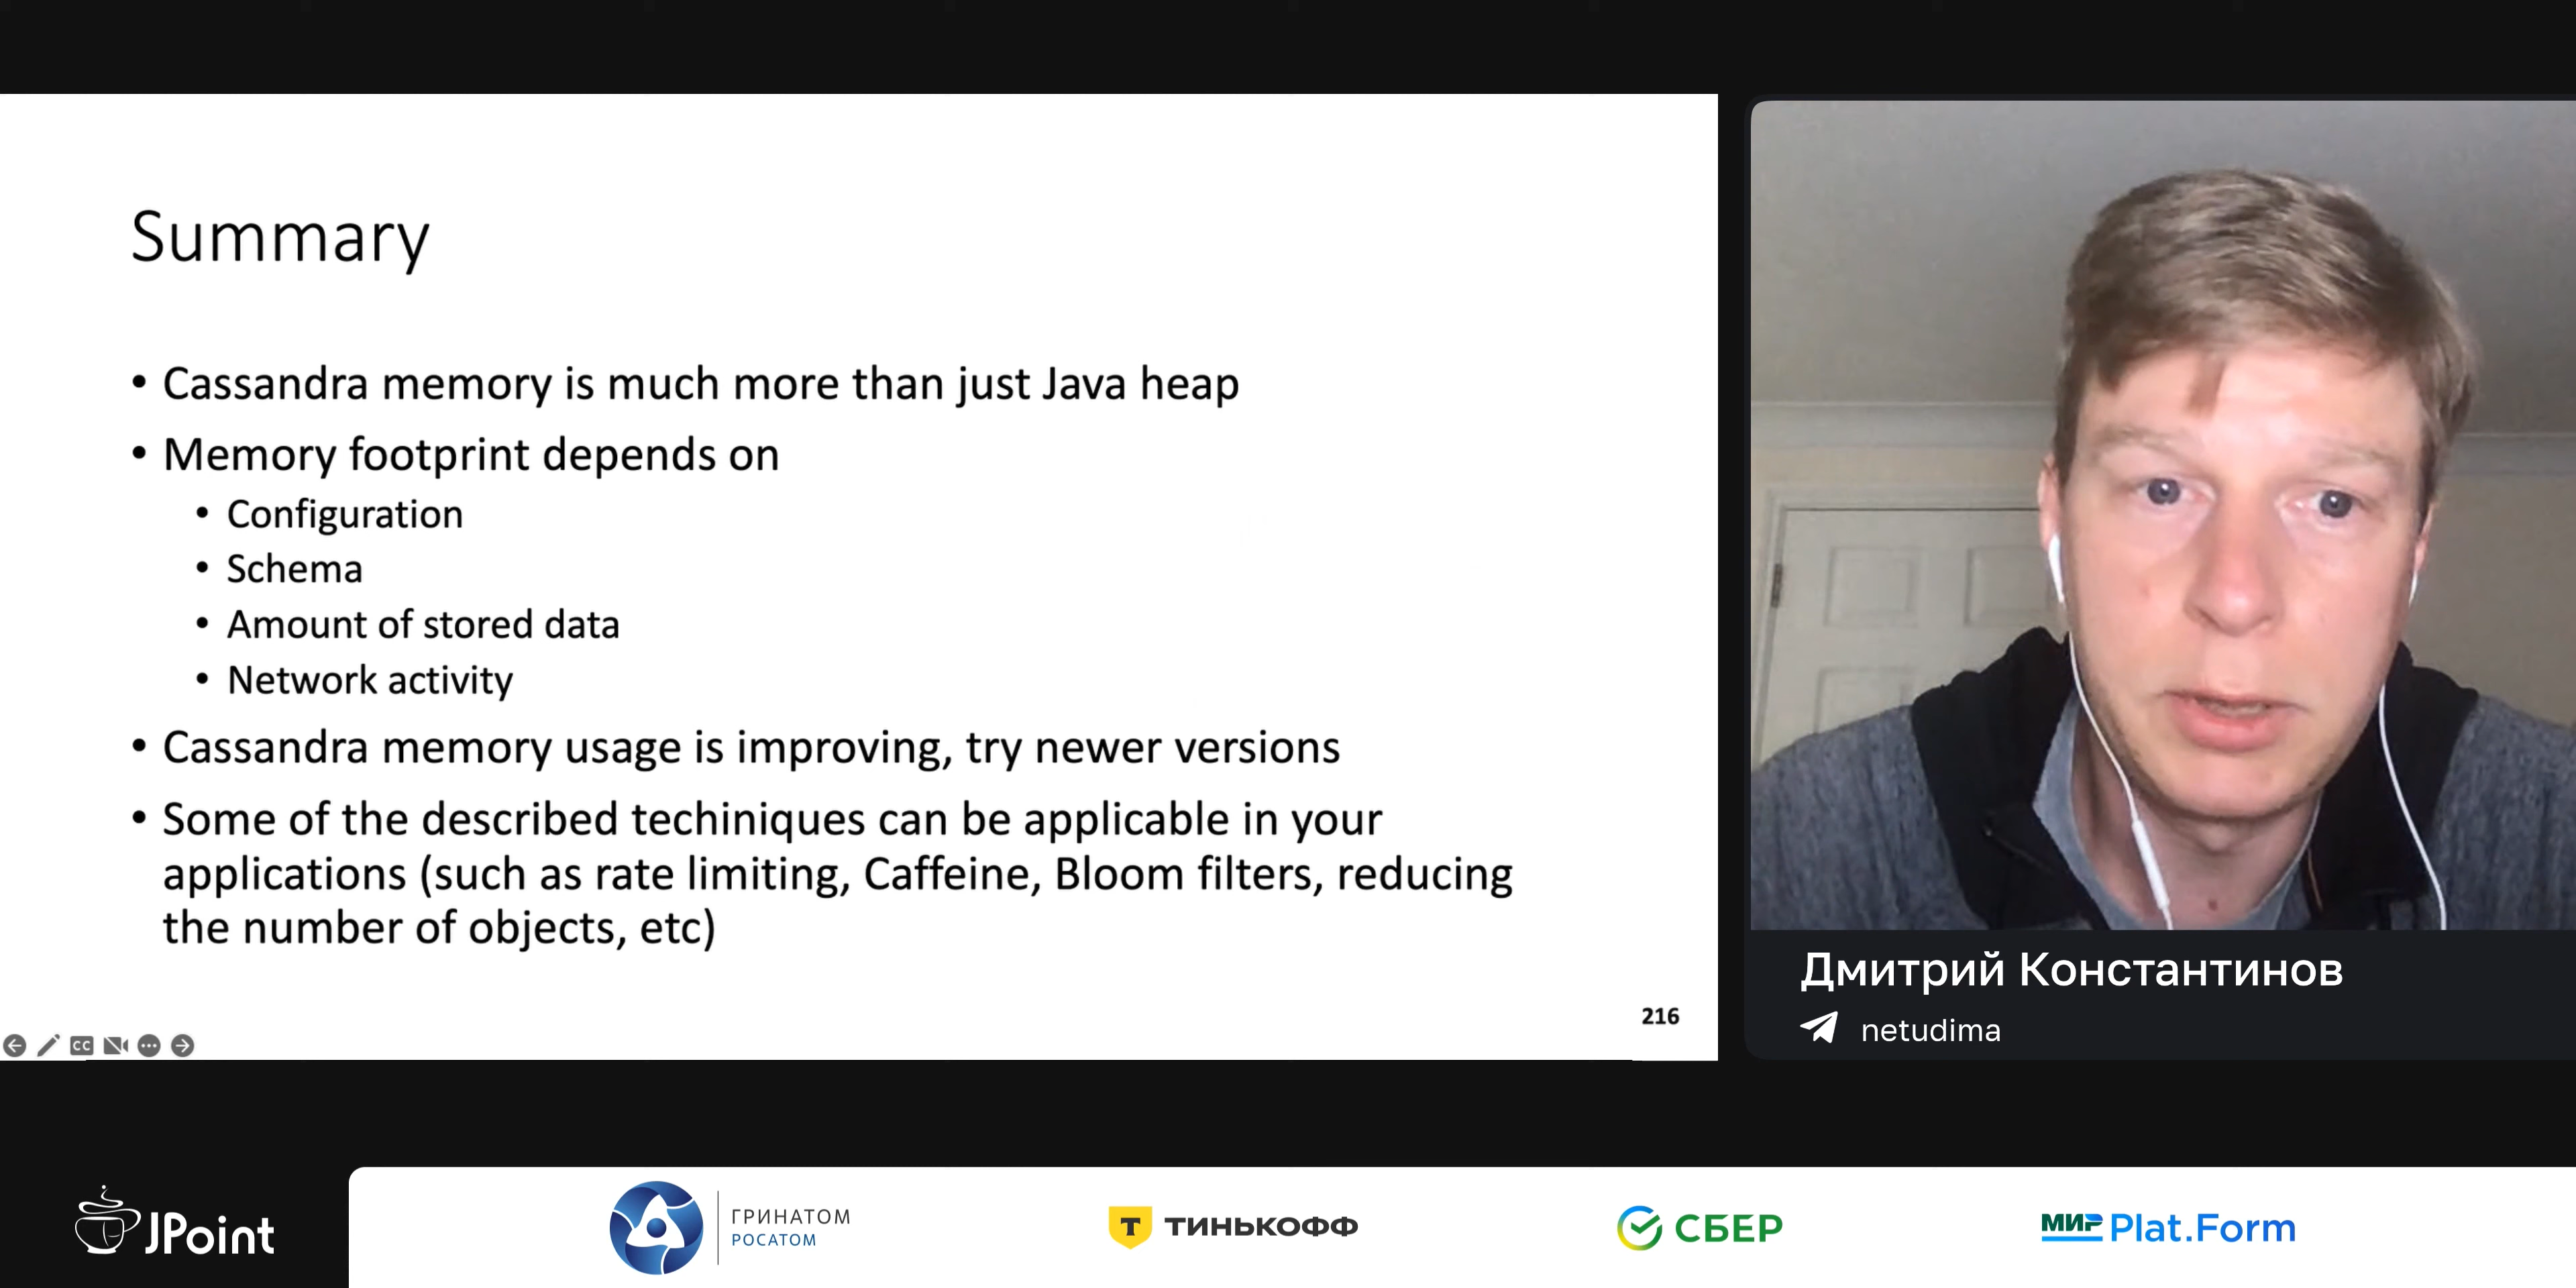 Summary
• Cassandra memory is much more than just Java heap
• Memory footprint depends on
• Configuration
• Schema
• Amount of stored data
• Network activity
• Cassandra memory usage is improving, try newer versions
• Some of the described techiniques can be applicable in your
applications (such as rate limiting, Caffeine, Bloom filters, reducing
the number of objects, etc)
216
CC
Дмитрий Константинов
netudima
JPoint
ГРИНАТОМ
РОСАТОМ
Т ТИНЬКОФФ
СБЕР
МИР Plat.Form